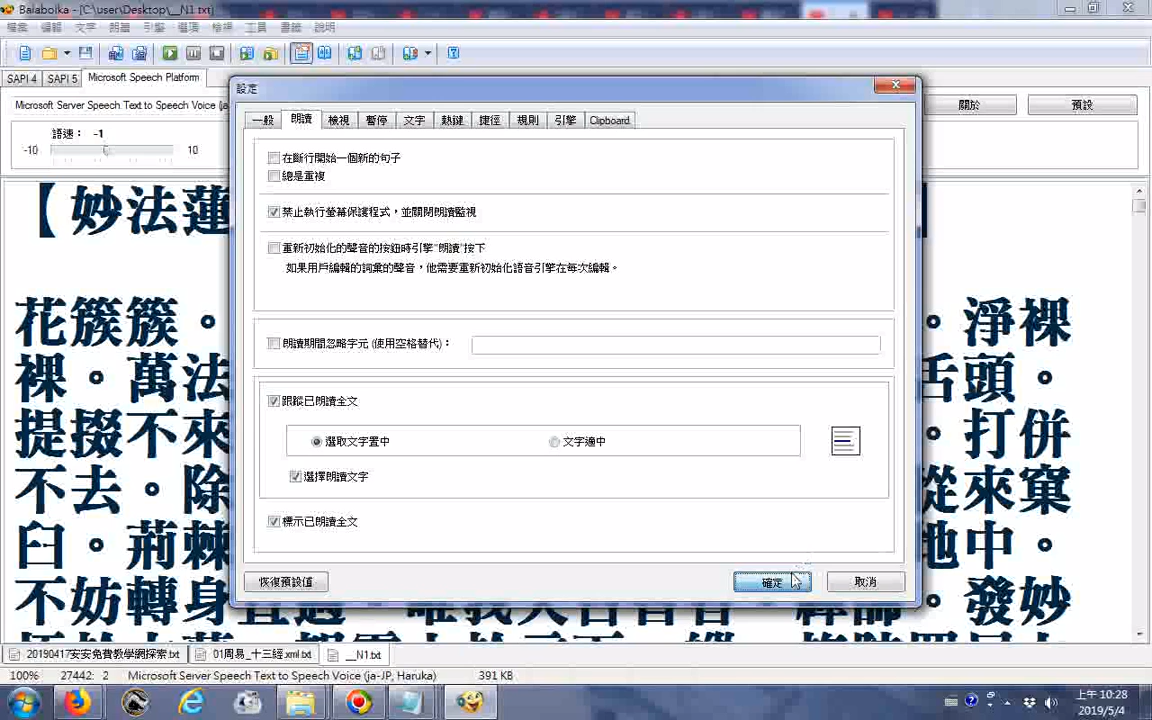 Balabolka - [C:\user\Desktop\__N1.txt]
檔案 編輯 文字 朗讀 引擎 選項 檢視 工具 書籤 說明
SAPI 4 SAPI 5 Microsoft Speech Platform
Microsoft Server Speech Text to Speech Voice (ja
關於 預設
語速： -1
-10 10
設定
一般 朗讀 檢視 暫停 文字 熱鍵 捷徑 規則 引擎 Clipboard
在斷行開始一個新的句子
總是重複
禁止執行螢幕保護程式，並關閉朗讀監視
重新初始化的聲音的按鈕時引擎"朗讀"按下
如果用戶編輯的詞彙的聲音，他需要重新初始化語音引擎在每次編輯。
朗讀期間忽略字元 (使用空格替代)：
跟蹤已朗讀全文
選取文字置中 文字適中
選擇朗讀文字
標示已朗讀全文
恢復預設值 確定 取消
【妙法蓮
花簇簇。 。淨裸
裸。萬法 舌頭。
提掇不來 。打併
不去。除 從來窠
臼。荊棘 地中。
不妨轉身 。發妙
20190417安安免費教學網探索.txt 01周易_十三經.xml.txt __N1.txt
100% 27442: 2 Microsoft Server Speech Text to Speech Voice (ja-JP, Haruka) 391 KB
上午 10:28
2019/5/4